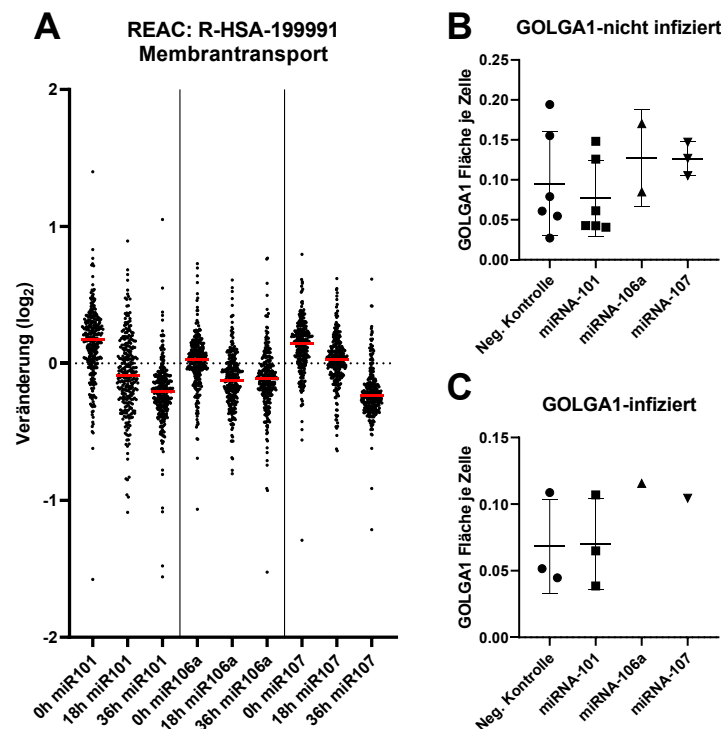 A
REAC: R-HSA-199991
Membrantransport
Veränderung (log2)
2
1
0
-1
-2
0h miR101
18h miR101
36h miR101
0h miR106a
18h miR106a
36h miR106a
0h miR107
18h miR107
36h miR107
B
GOLGA1-nicht infiziert
GOLGA1 Fläche je Zelle
0.25
0.20
0.15
0.10
0.05
0.00
Neg. Kontrolle
miRNA-101
miRNA-106a
miRNA-107
C
GOLGA1-infiziert
GOLGA1 Fläche je Zelle
0.15
0.10
0.05
0.00
Neg. Kontrolle
miRNA-101
miRNA-106a
miRNA-107